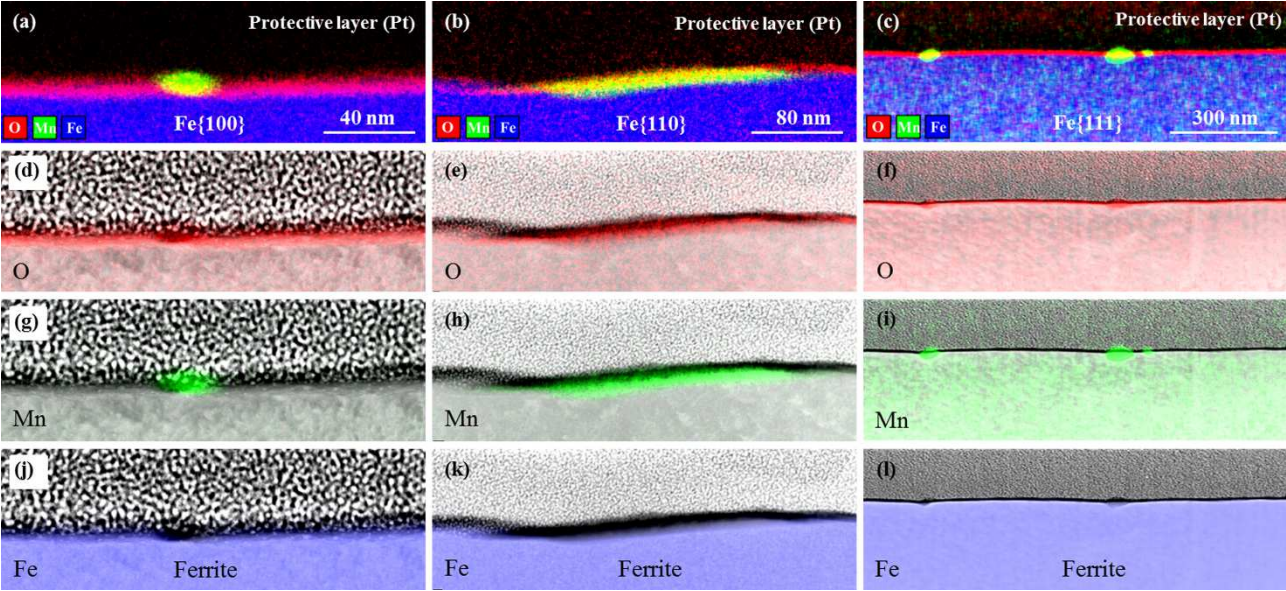 (a) Protective layer (Pt)
O Mn Fe Fe{100} 40 nm
(b) Protective layer (Pt)
O Mn Fe Fe{110} 80 nm
(c) Protective layer (Pt)
O Mn Fe Fe{111} 300 nm
(d)
O
(e)
O
(f)
O
(g)
Mn
(h)
Mn
(i)
Mn
(j)
Fe Ferrite
(k)
Fe Ferrite
(l)
Fe Ferrite